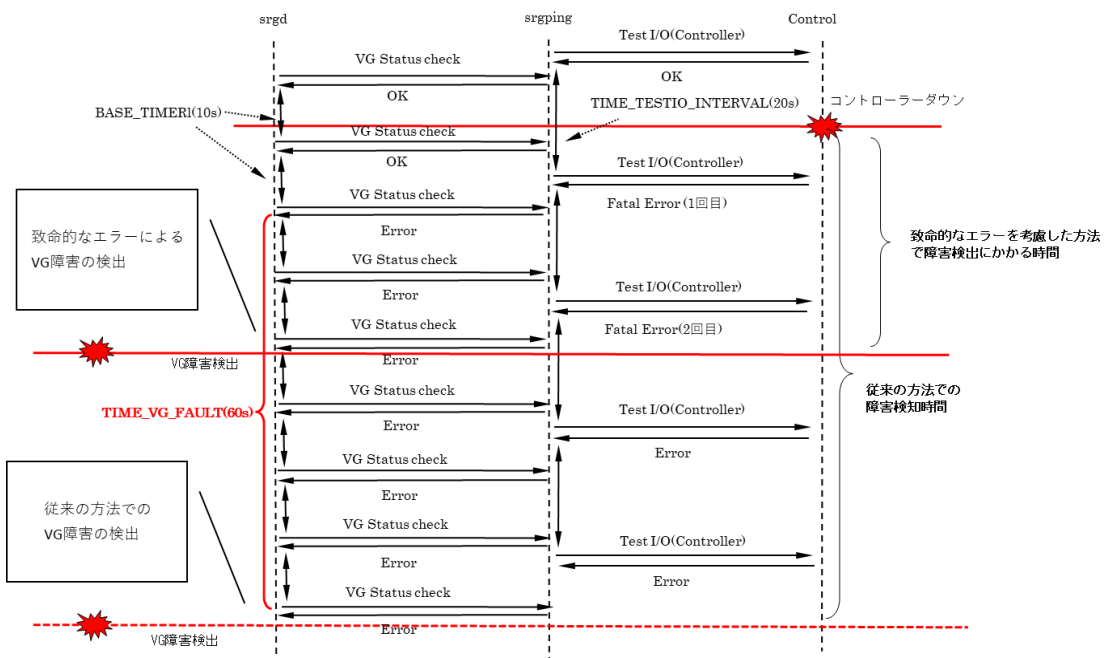 srgd
srgping
Control
Test I/O(Controller)
VG Status check
OK
OK
BASE_TIMER1(10s)
TIME_TESTIO_INTERVAL(20s)
コントローラーダウン
VG Status check
OK
Test I/O(Controller)
VG Status check
Fatal Error (1回目)
Error
致命的なエラーによる
VG障害の検出
致命的なエラーを考慮した方法
で障害検出にかかる時間
VG Status check
Error
Test I/O(Controller)
VG Status check
Fatal Error(2回目)
Error
VG障害検出
VG Status check
従来の方法での
障害検知時間
TIME_VG_FAULT(60s)
Test I/O(Controller)
Error
Error
VG Status check
Error
従来の方法での
VG障害の検出
VG Status check
Test I/O(Controller)
Error
Error
VG Status check
Error
VG障害検出